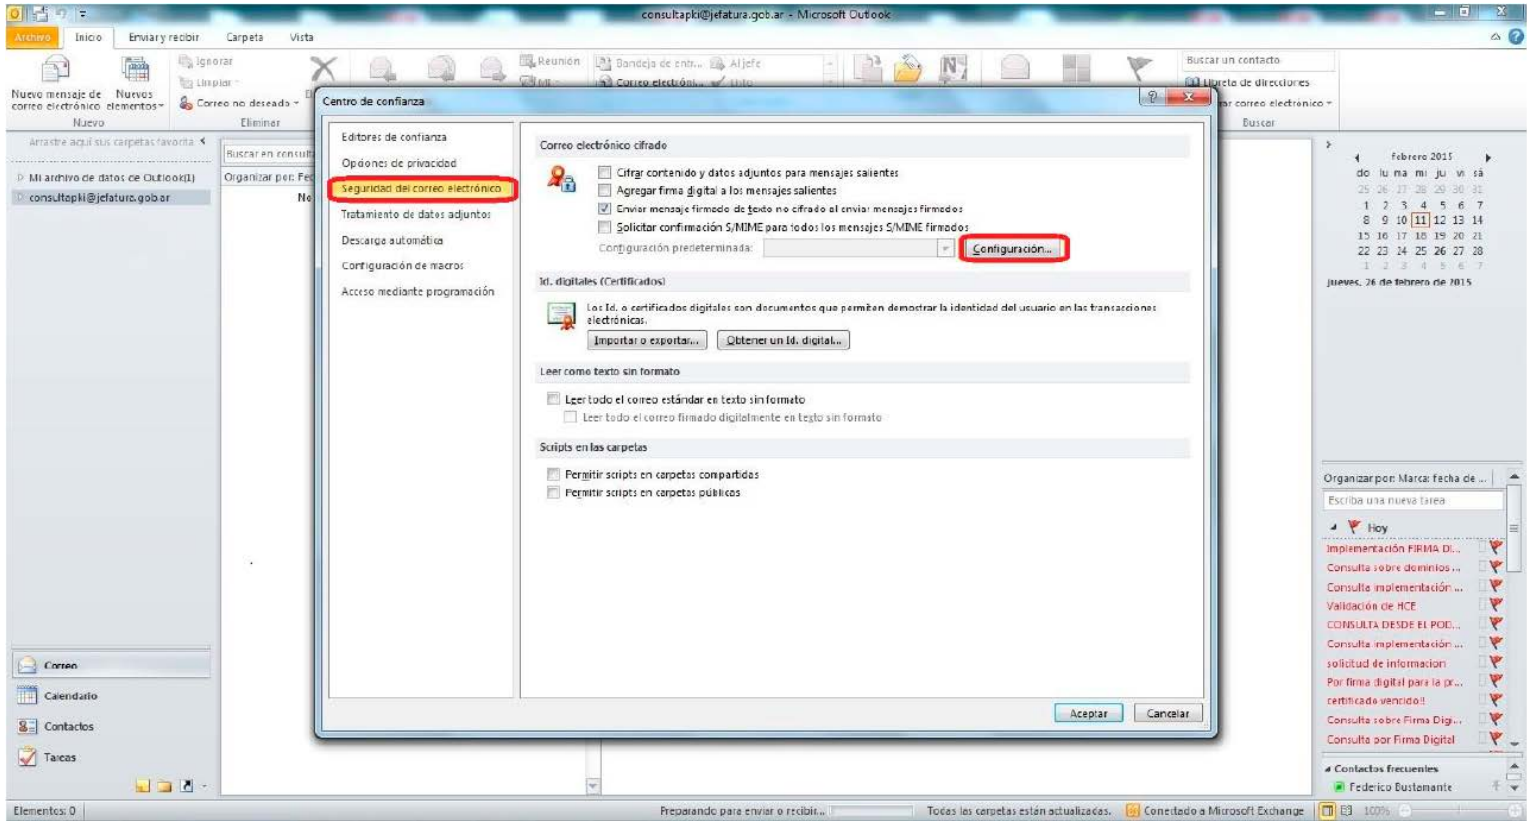 consultapki@jefatura.gob.ar - Microsoft Outlook
Archivo Inicio Enviar y recibir Carpeta Vista
Nuevo mensaje de correo electrónico
Nuevos elementos
Nuevo
Ignorar
Limpiar
Correo no deseado
Eliminar
Reunión
MI
Bandeja de entr...
Al jefe
Correo electróni...
Buscar un contacto
Libreta de direcciones
rar correo electrónico
Buscar
Arrastre aquí sus carpetas favorita
Mi archivo de datos de Outlook(1)
consultapki@jefatura.gob.ar
Buscar en consulta
Organizar por: Fec
No
Centro de confianza
Editores de confianza
Opciones de privacidad
Seguridad del correo electrónico
Tratamiento de datos adjuntos
Descarga automática
Configuración de macros
Acceso mediante programación
Correo electrónico cifrado
Cifrar contenido y datos adjuntos para mensajes salientes
Agregar firma digital a los mensajes salientes
Enviar mensaje firmado de texto no cifrado al enviar mensajes firmados
Solicitar confirmación S/MIME para todos los mensajes S/MIME firmados
Configuración predeterminada:
Configuración...
Id. digitales (Certificados)
Los Id. o certificados digitales son documentos que permiten demostrar la identidad del usuario en las transacciones
electrónicas.
Importar o exportar... Obtener un Id. digital...
Leer como texto sin formato
Leer todo el correo estándar en texto sin formato
Leer todo el correo firmado digitalmente en texto sin formato
Scripts en las carpetas
Permitir scripts en carpetas compartidas
Permitir scripts en carpetas públicas
Aceptar Cancelar
febrero 2015
do lu ma mi ju vi sá
25 26 27 28 29 30 31
1 2 3 4 5 6 7
8 9 10 11 12 13 14
15 16 17 18 19 20 21
22 23 24 25 26 27 28
1 2 3 4 5 6 7
jueves, 26 de febrero de 2015
Organizar por: Marca: fecha de ...
Escriba una nueva tarea
Hoy
Implementación FIRMA DI...
Consulta sobre dominios ...
Consulta implementación ...
Validación de HCE
CONSULTA DESDE EL POD...
Consulta implementación ...
solicitud de informacion
Por firma digital para la pr...
certificado vencido!!
Consulta sobre Firma Digi...
Consulta por Firma Digital
Contactos frecuentes
Federico Bustamante
Correo
Calendario
Contactos
Tareas
Elementos: 0
Preparando para enviar o recibir...
Todas las carpetas están actualizadas.
Conectado a Microsoft Exchange
100%